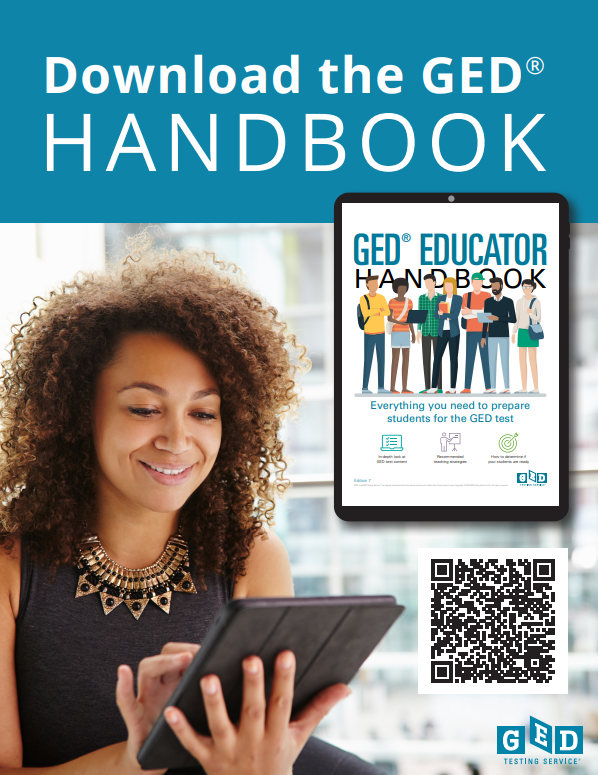 Download the GED®
HANDBOOK
GED® EDUCATOR
HANDBOOK
Everything you need to prepare
students for the GED test
In-depth look at
GED test content
Recommended
teaching strategies
How to determine if
your students are ready
Edition 7
GED
TESTING SERVICE
GED
TESTING SERVICE®